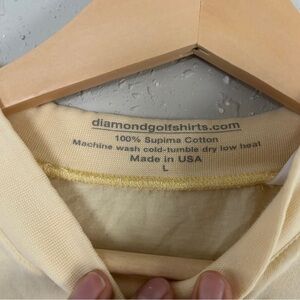 diamondgolfshirts.com
100% Supima Cotton
Machine wash cold-tumble dry low heat
Made in USA
L